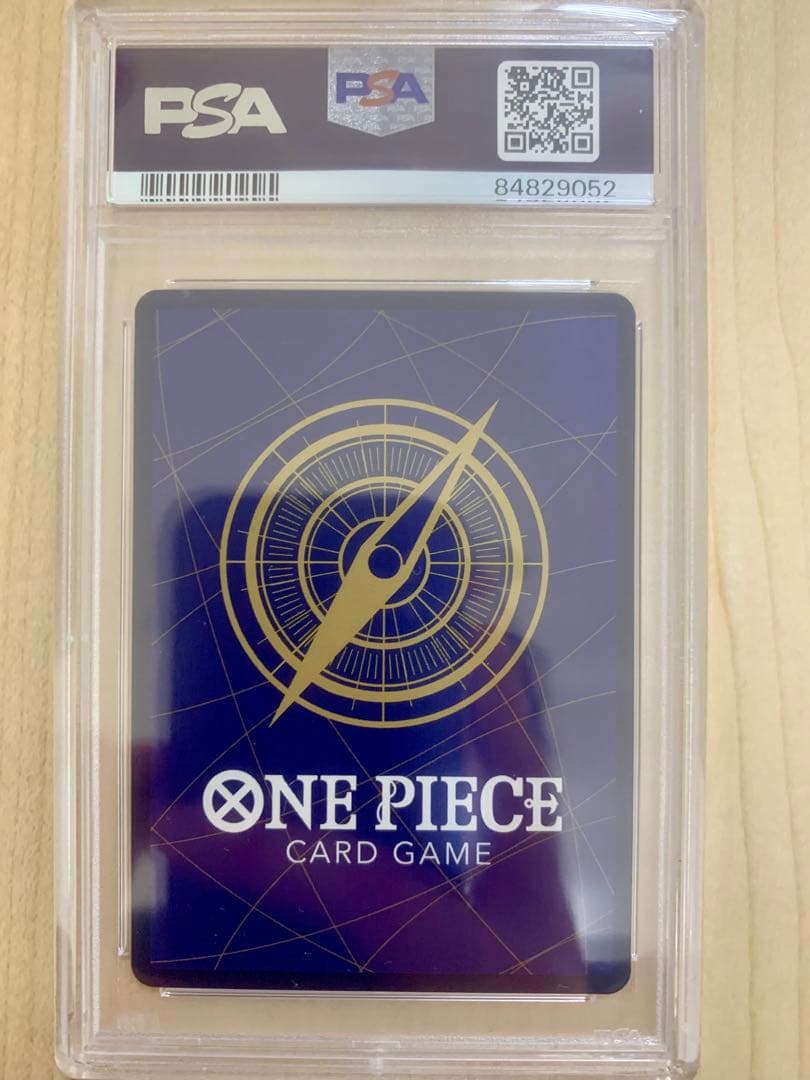 PSA
PSA
84829052
ONE PIECE
CARD GAME